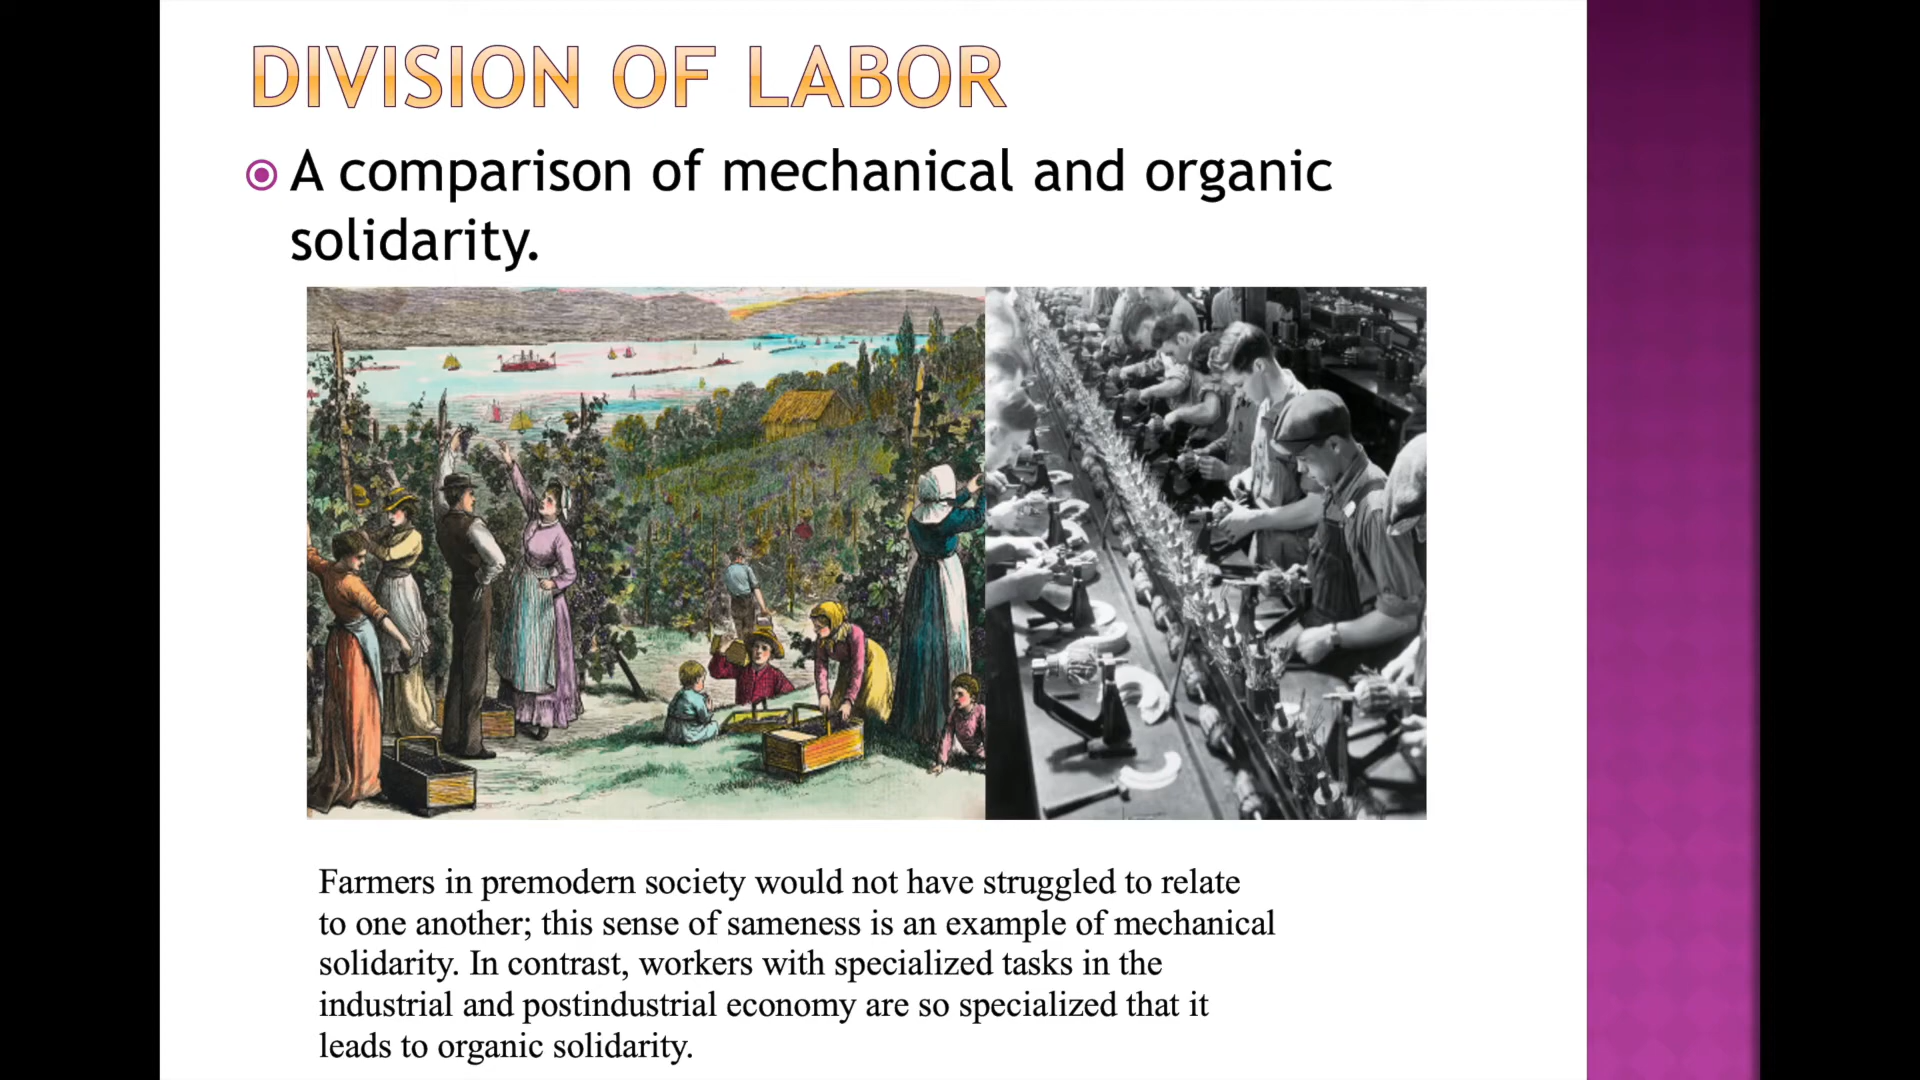 DIVISION OF LABOR
A comparison of mechanical and organic
solidarity.
Farmers in premodern society would not have struggled to relate
to one another; this sense of sameness is an example of mechanical
solidarity. In contrast, workers with specialized tasks in the
industrial and postindustrial economy are so specialized that it
leads to organic solidarity.